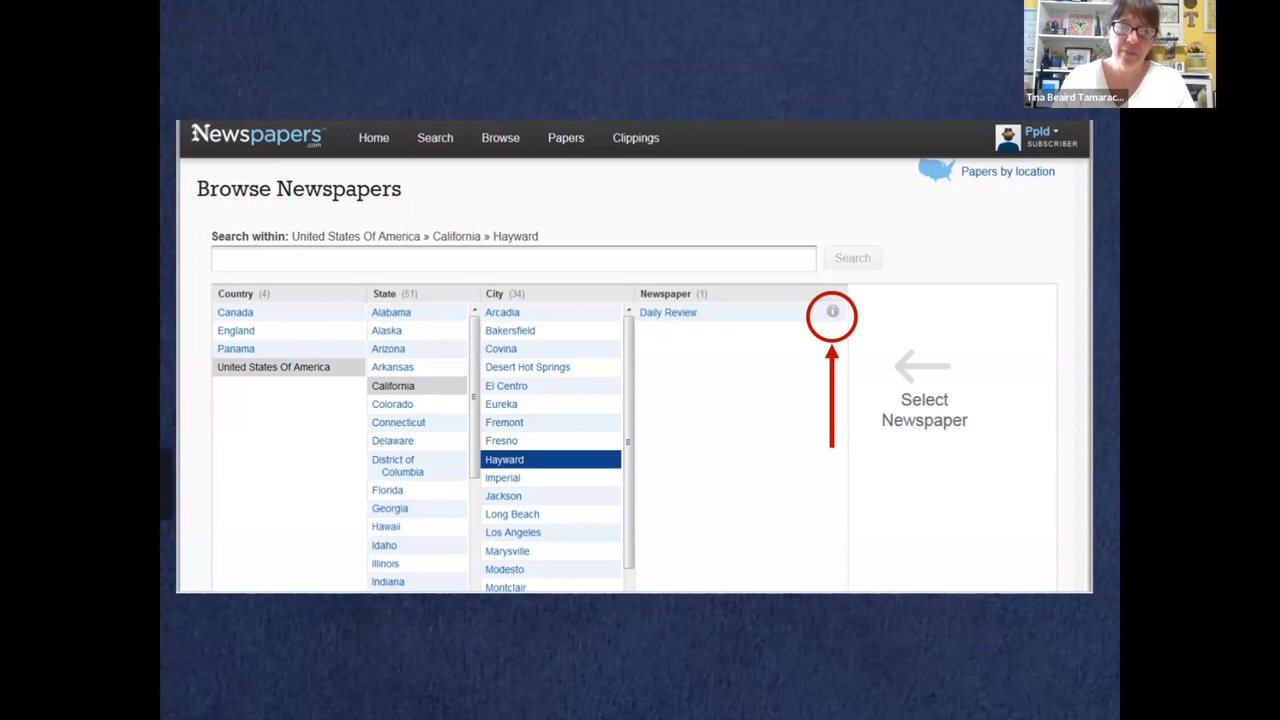 Tina Beaird Tamarac...
Newspapers
.com
Home Search Browse Papers Clippings
Ppld
SUBSCRIBER
Papers by location
Browse Newspapers
Search within: United States Of America » California » Hayward
Search
Country (4)
Canada
England
Panama
United States Of America
State (51)
Alabama
Alaska
Arizona
Arkansas
California
Colorado
Connecticut
Delaware
District of
Columbia
Florida
Georgia
Hawaii
Idaho
Illinois
Indiana
City (34)
Arcadia
Bakersfield
Covina
Desert Hot Springs
El Centro
Eureka
Fremont
Fresno
Hayward
Imperial
Jackson
Long Beach
Los Angeles
Marysville
Modesto
Montclair
Newspaper (1)
Daily Review
i
Select
Newspaper